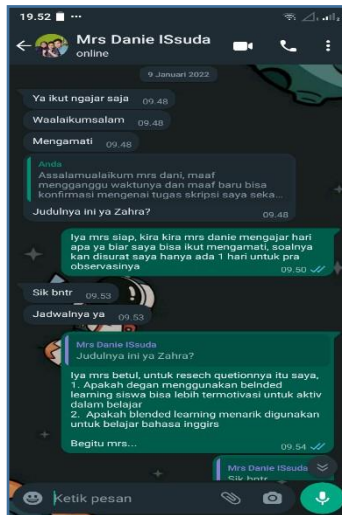 19.52
Mrs Danie ISsuda
online
9 Januari 2022
Ya ikut ngajar saja 09.48
Waalaikumsalam 09.48
Mengamati 09.48
Anda
Assalamualaikum mrs dani, maaf
mengganggu waktunya dan maaf baru bisa
konfirmasi menenai tugas skripsi saya seka...
Judulnya ini ya Zahra? 09.48
Iya mrs siap, kira kira mrs danie mengajar hari
apa ya biar saya bisa ikut mengamati, soalnya
kan disurat saya hanya ada 1 hari untuk pra
observasinya 09.50
Sik bntr 09.53
Jadwalnya ya 09.53
Mrs Danie ISsuda
Judulnya ini ya Zahra?
Iya mrs betul, untuk resech quetionnya itu saya,
1. Apakah degan menggunakan belnded
learning siswa bisa lebih termotivasi untuk aktiv
dalam belajar
2. Apakah blended learning menarik digunakan
untuk belajar bahasa inggirs
Begitu mrs... 09.54
Mrs Danie ISsuda
Sik bntr
Ketik pesan